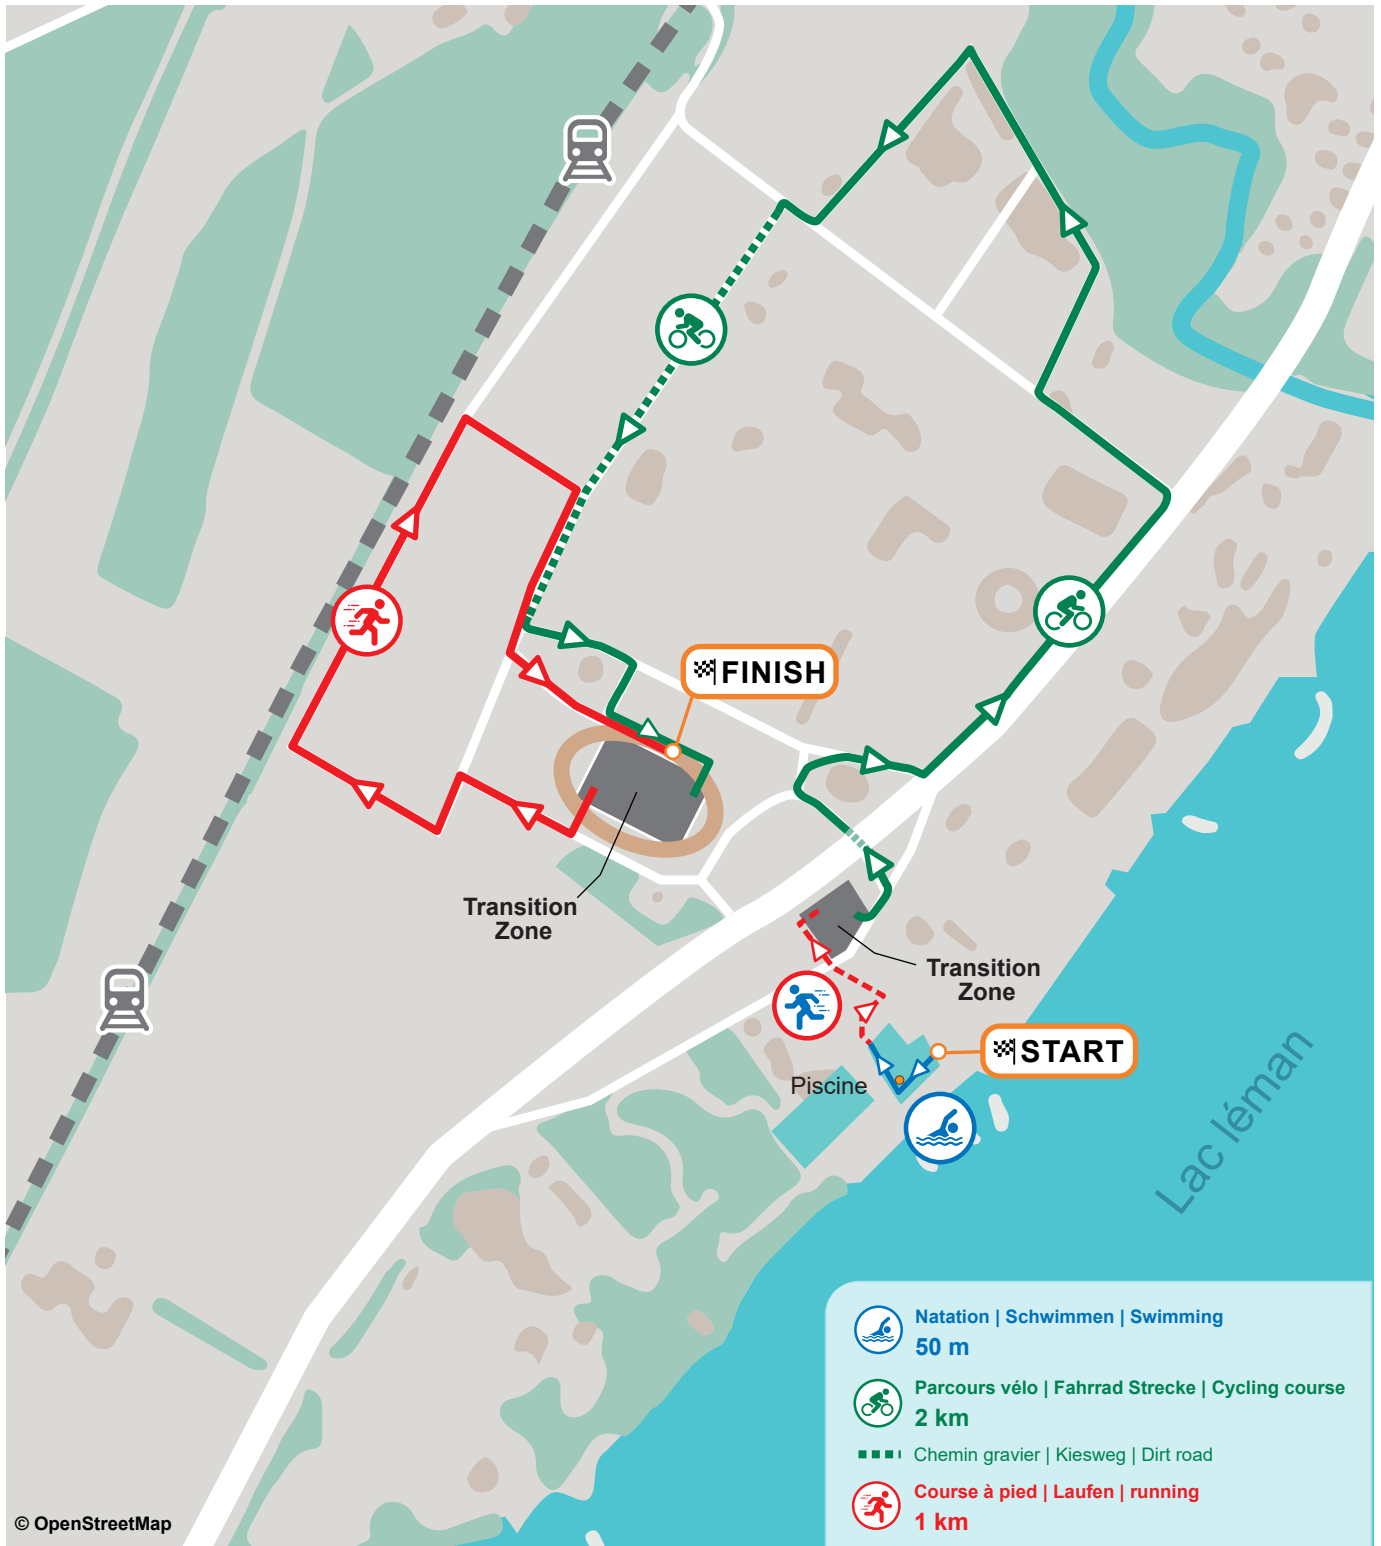 FINISH
Transition
Zone
Transition
Zone
START
Piscine
Lac léman
Natation | Schwimmen | Swimming
50 m
Parcours vélo | Fahrrad Strecke | Cycling course
2 km
Chemin gravier | Kiesweg | Dirt road
Course à pied | Laufen | running
1 km
© OpenStreetMap